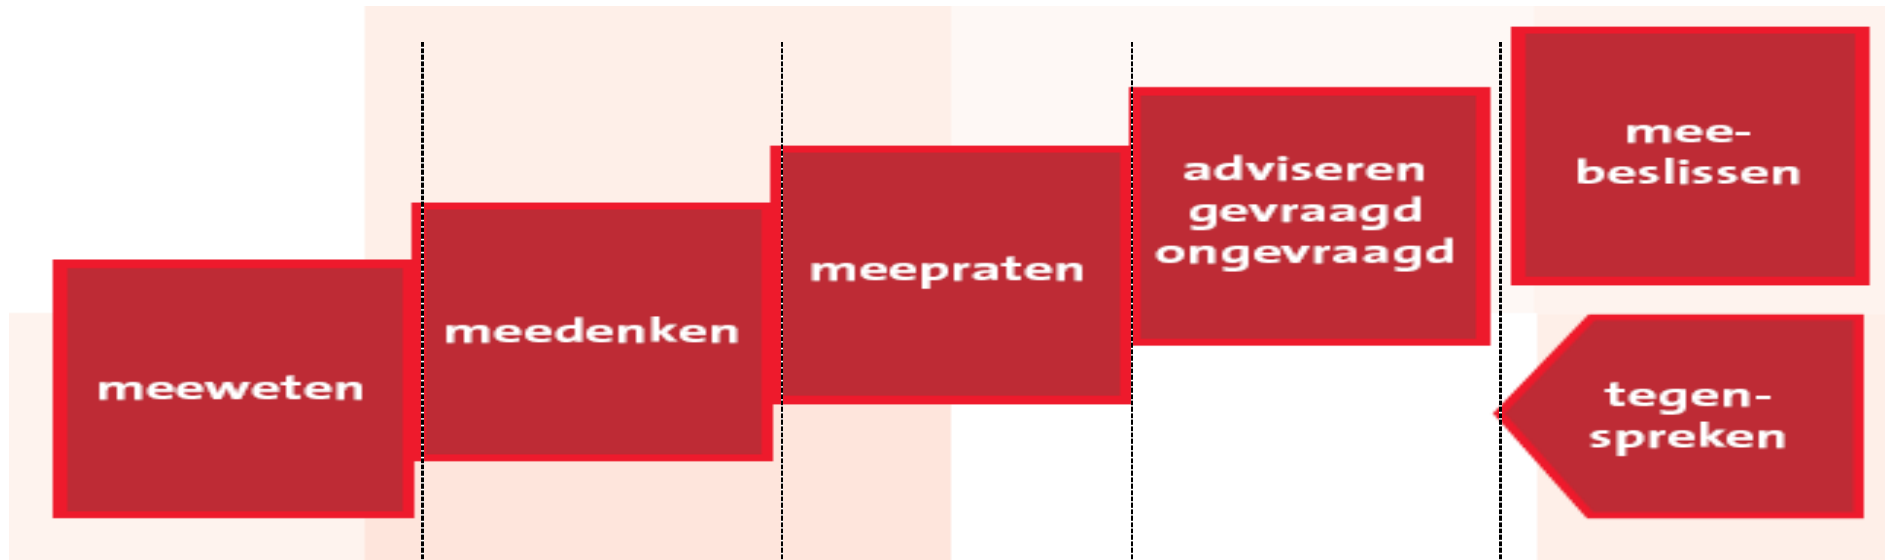 meeweten
meedenken
meepraten
adviseren
gevraagd
ongevraagd
mee-
beslissen
tegen-
spreken